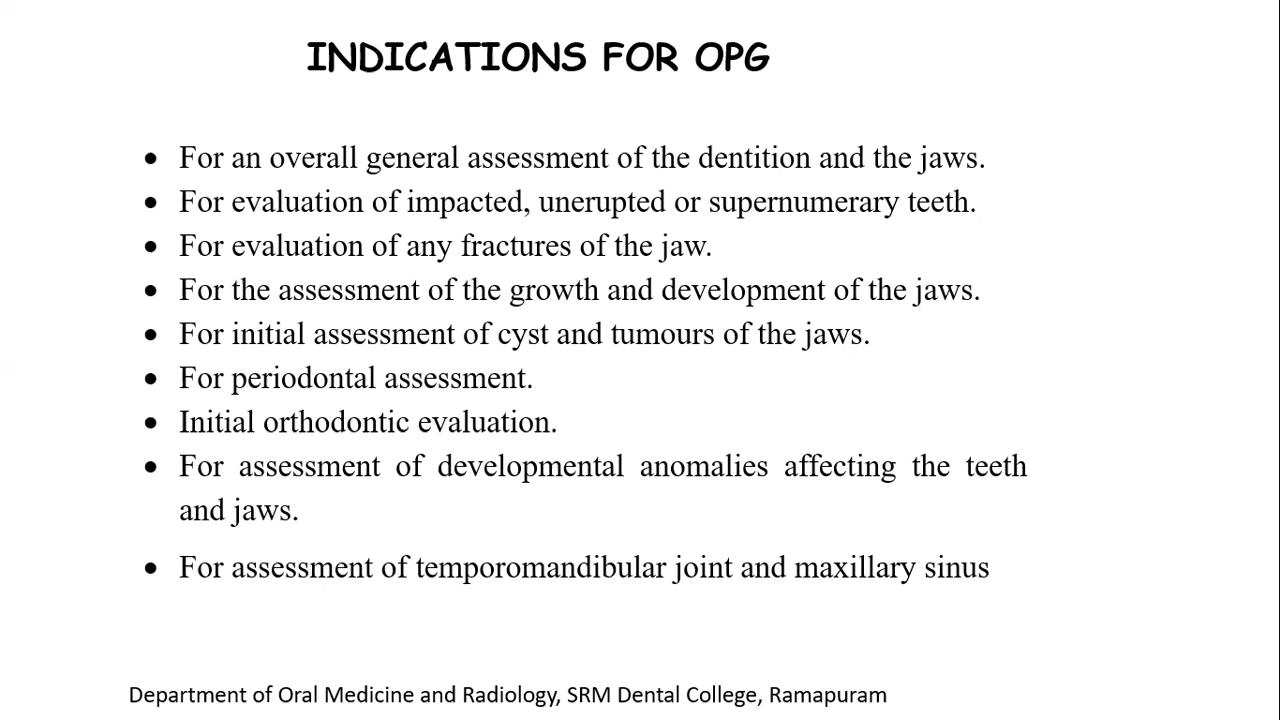 INDICATIONS FOR OPG
• For an overall general assessment of the dentition and the jaws.
• For evaluation of impacted, unerupted or supernumerary teeth.
• For evaluation of any fractures of the jaw.
• For the assessment of the growth and development of the jaws.
• For initial assessment of cyst and tumours of the jaws.
• For periodontal assessment.
• Initial orthodontic evaluation.
• For assessment of developmental anomalies affecting the teeth
and jaws.
• For assessment of temporomandibular joint and maxillary sinus
Department of Oral Medicine and Radiology, SRM Dental College, Ramapuram